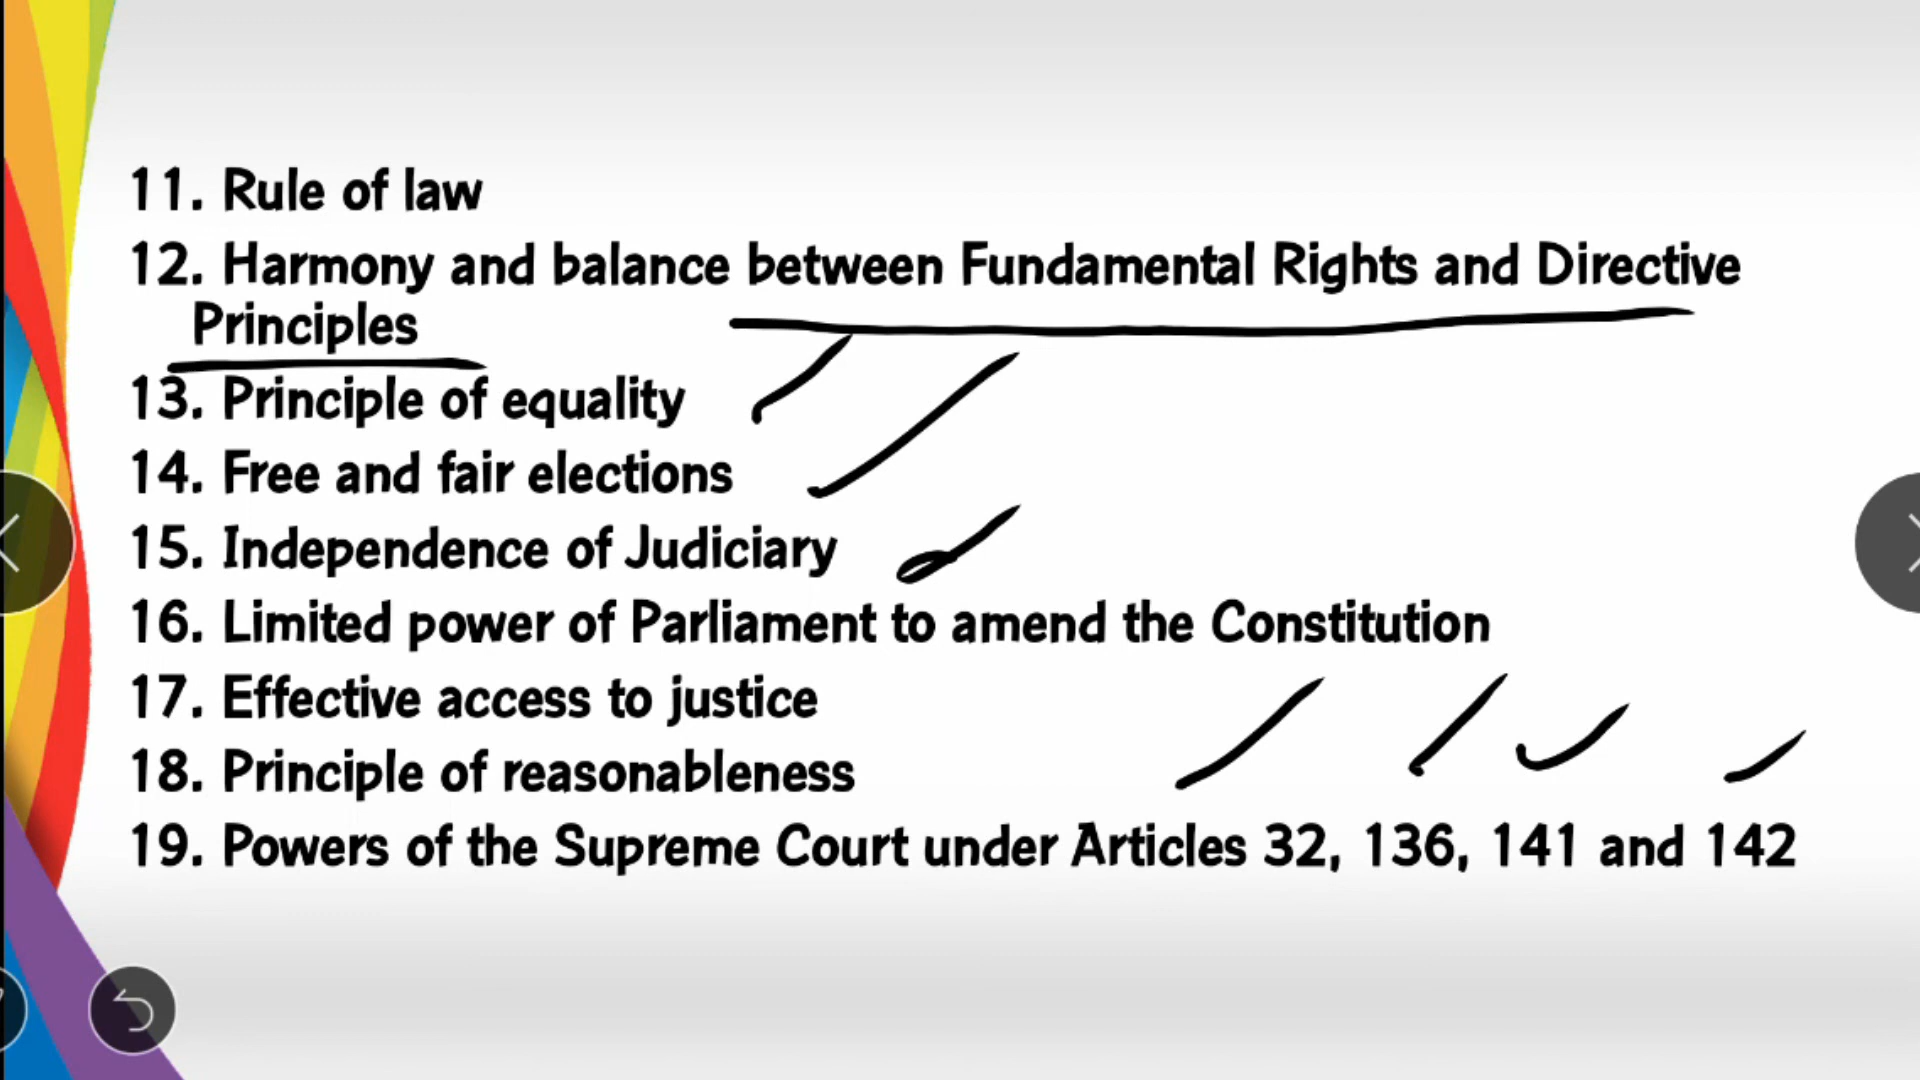 11. Rule of law
12. Harmony and balance between Fundamental Rights and Directive
Principles
13. Principle of equality
14. Free and fair elections
15. Independence of Judiciary
16. Limited power of Parliament to amend the Constitution
17. Effective access to justice
18. Principle of reasonableness
19. Powers of the Supreme Court under Articles 32, 136, 141 and 142